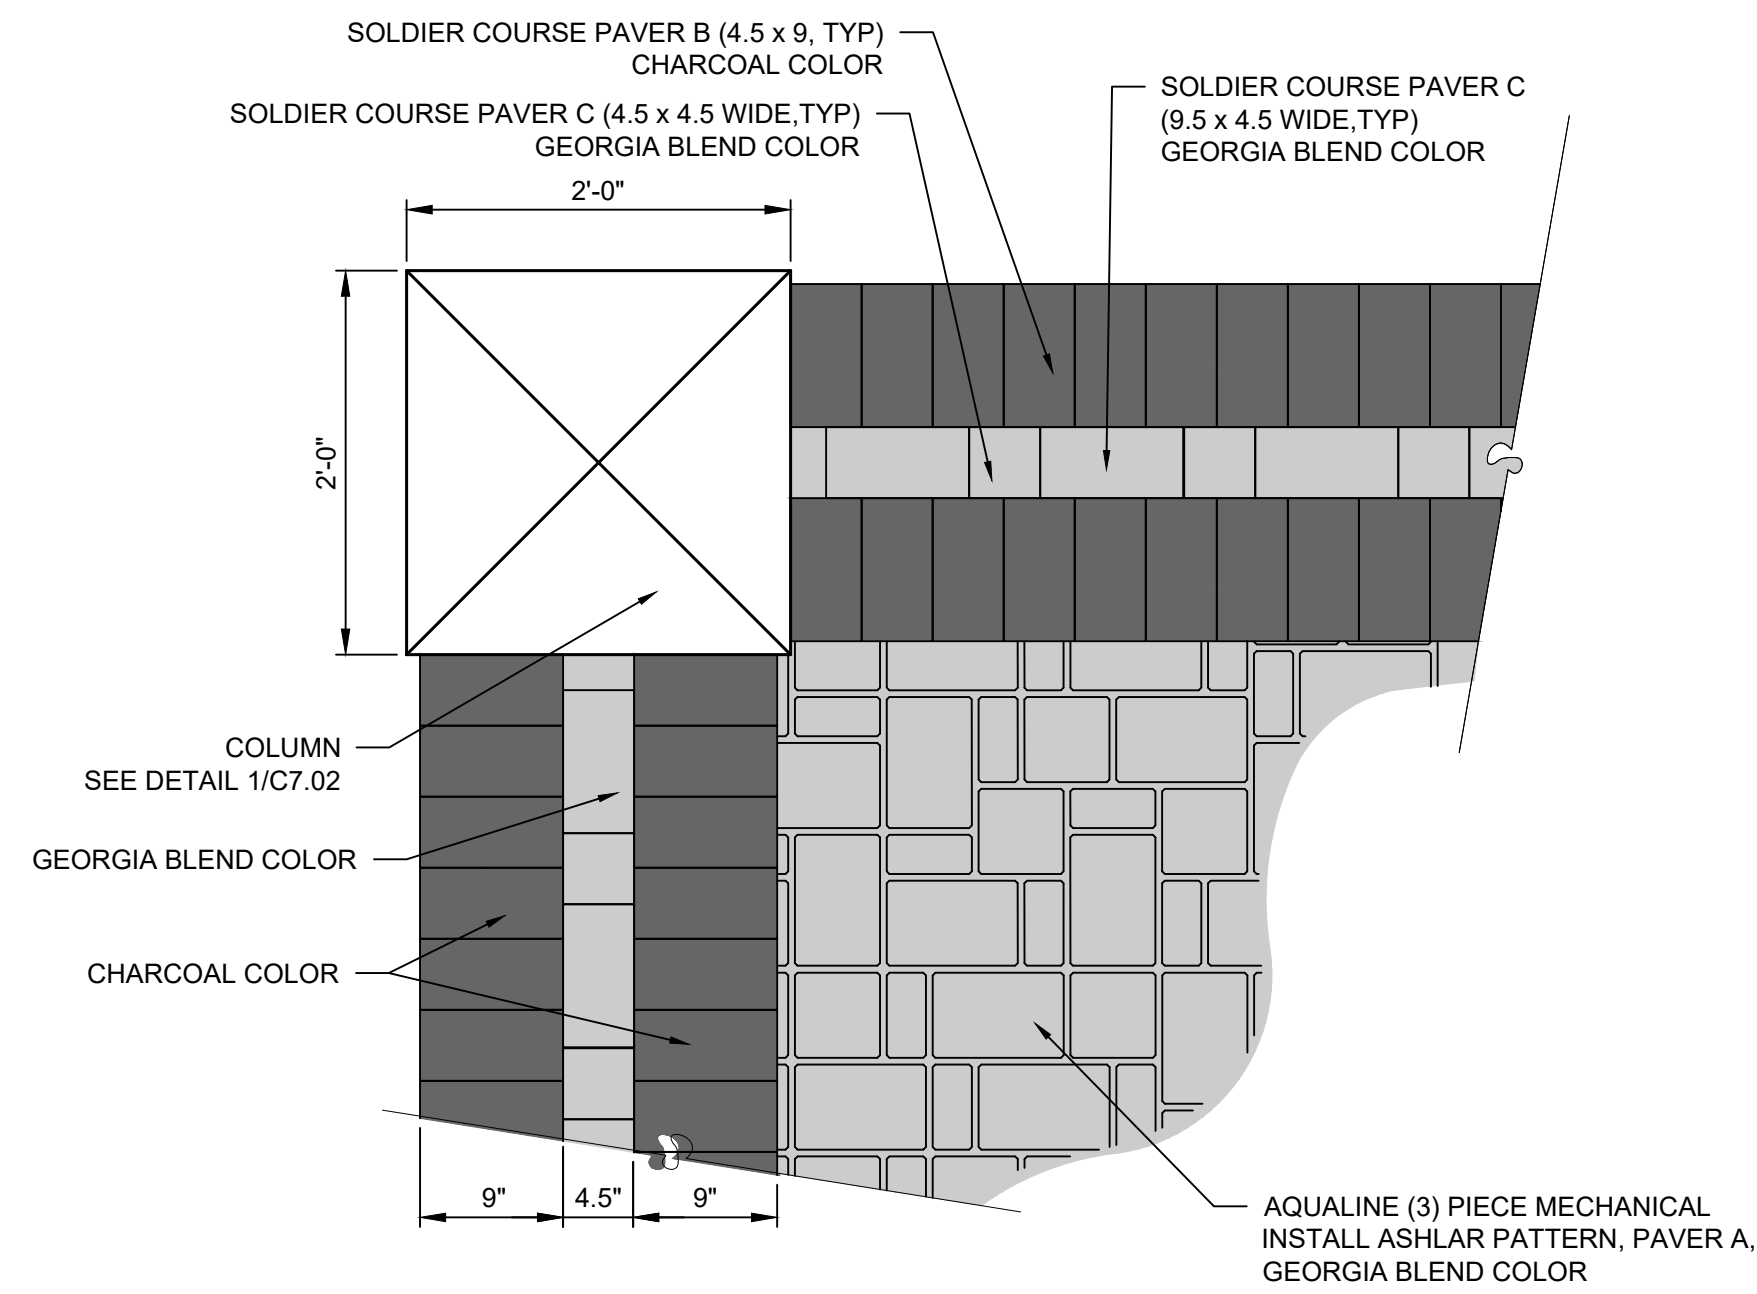 SOLDIER COURSE PAVER B (4.5 x 9, TYP)
CHARCOAL COLOR
SOLDIER COURSE PAVER C (4.5 x 4.5 WIDE,TYP)
GEORGIA BLEND COLOR
SOLDIER COURSE PAVER C
(9.5 x 4.5 WIDE,TYP)
GEORGIA BLEND COLOR
2'-0"
2'-0"
COLUMN
SEE DETAIL 1/C7.02
GEORGIA BLEND COLOR
CHARCOAL COLOR
9"
4.5"
9"
AQUALINE (3) PIECE MECHANICAL
INSTALL ASHLAR PATTERN, PAVER A,
GEORGIA BLEND COLOR